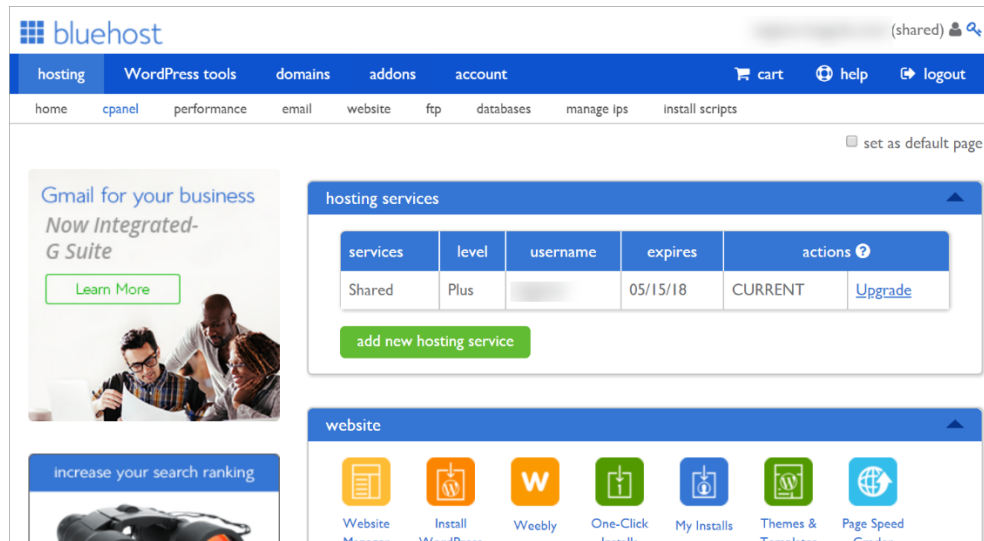 bluehost
(shared)
hosting WordPress tools domains addons account cart help logout
home cpanel performance email website ftp databases manage ips install scripts
set as default page
Gmail for your business
Now Integrated-
G Suite
Learn More
hosting services
services level username expires actions ?
Shared Plus 05/15/18 CURRENT Upgrade
add new hosting service
website
increase your search ranking
Website Install Weebly One-Click My Installs Themes & Page Speed
WordPress